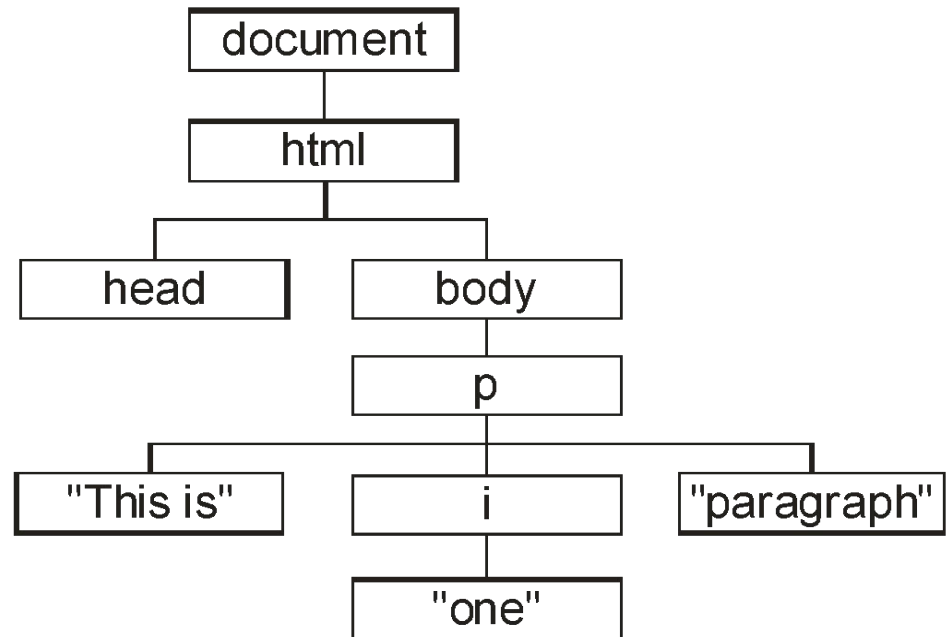 document
html
head
body
p
"This is"
i
"paragraph"
"one"